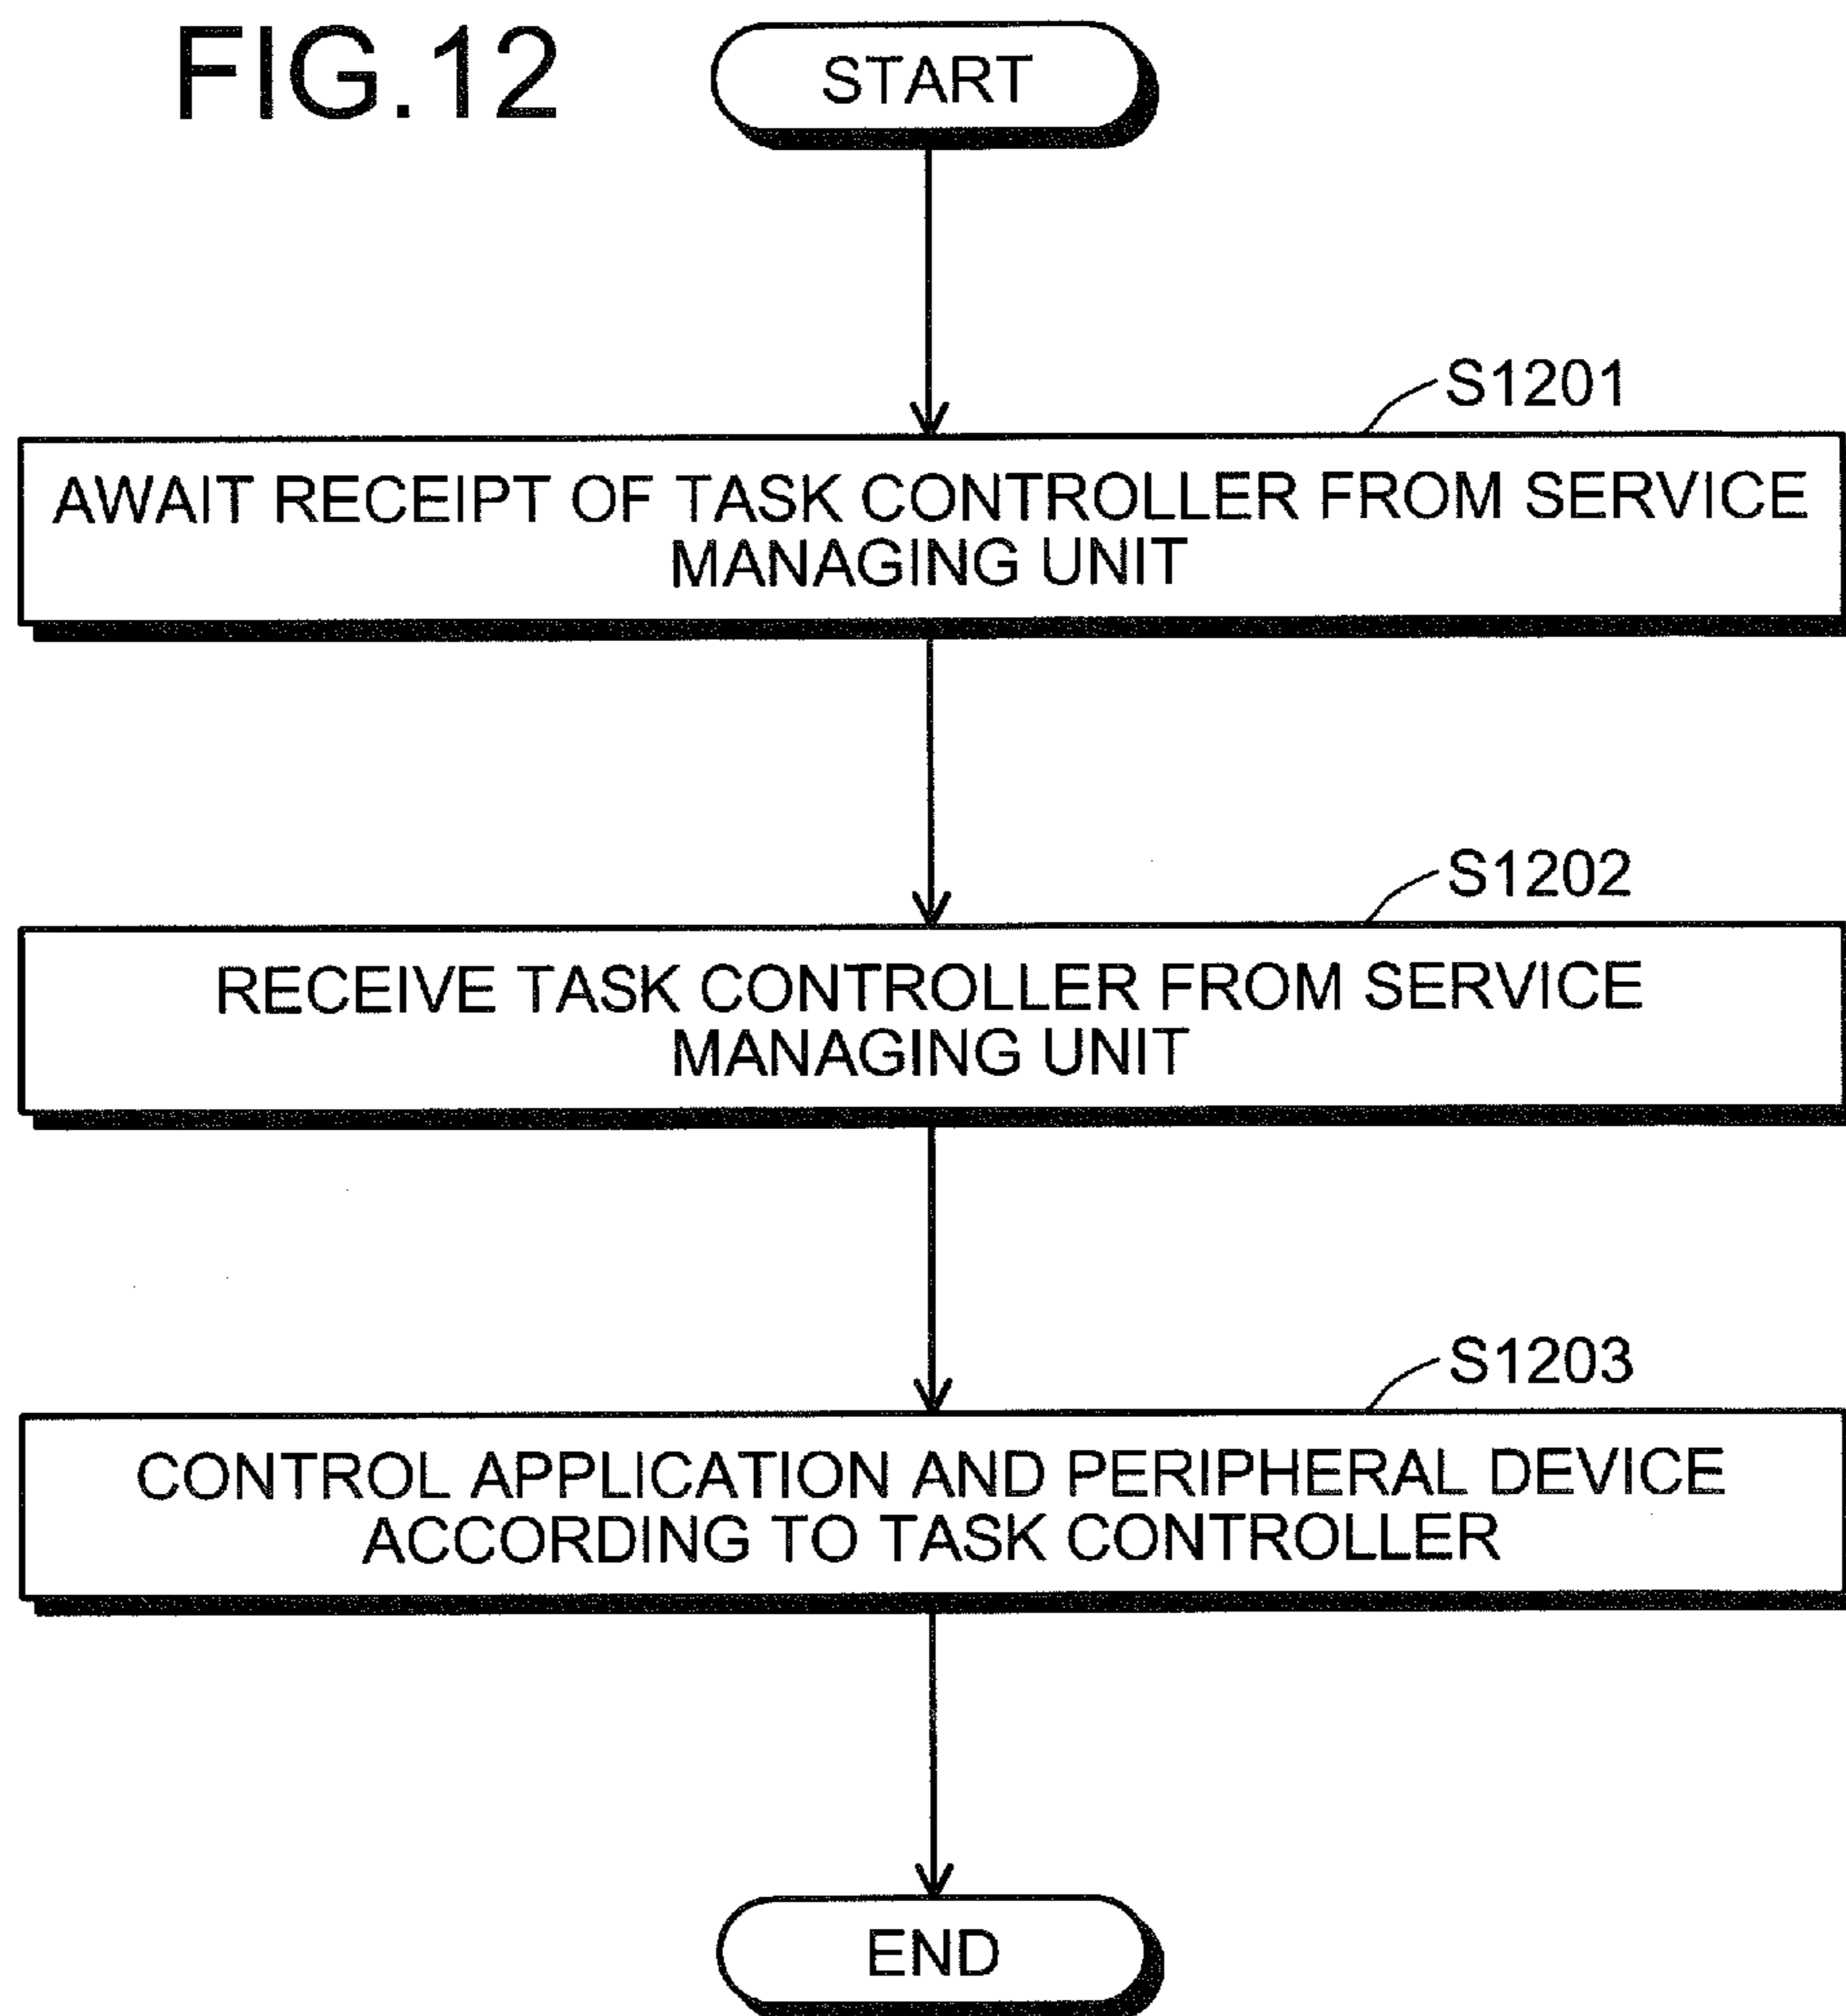 FIG.12
START
S1201
AWAIT RECEIPT OF TASK CONTROLLER FROM SERVICE
MANAGING UNIT
S1202
RECEIVE TASK CONTROLLER FROM SERVICE
MANAGING UNIT
S1203
CONTROL APPLICATION AND PERIPHERAL DEVICE
ACCORDING TO TASK CONTROLLER
END